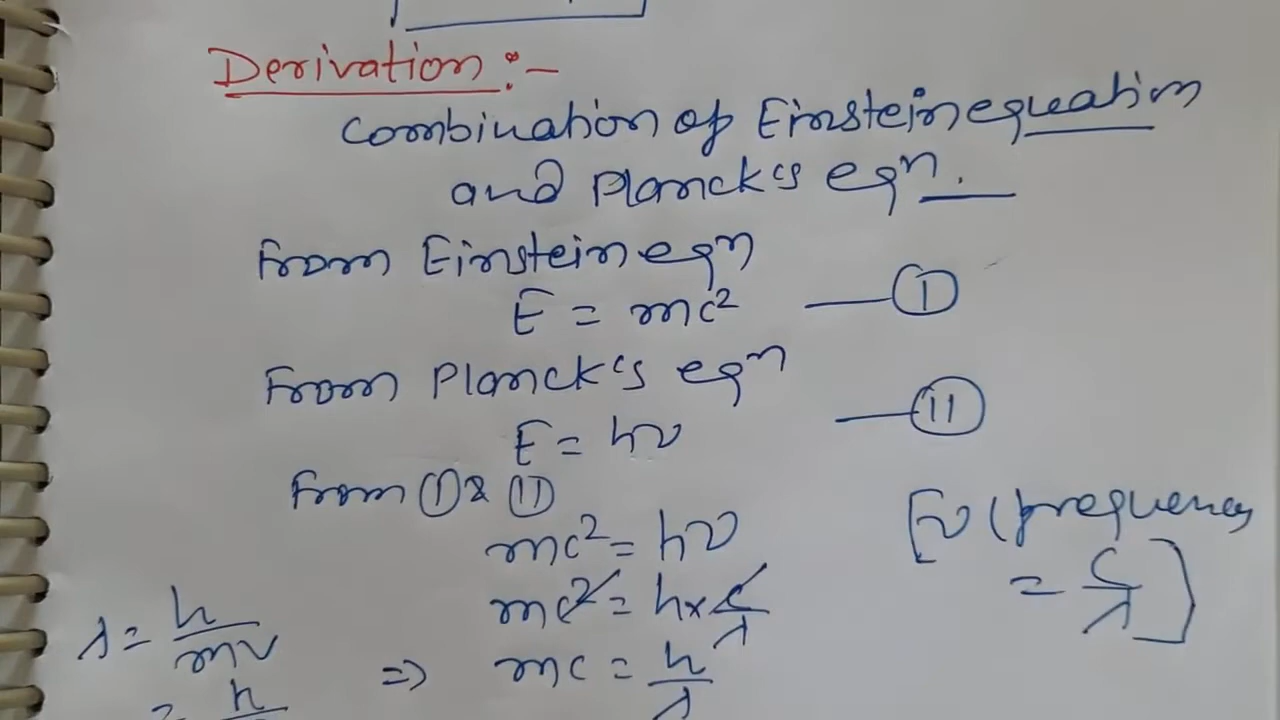 Derivation :-
Combination of Einstein equation
and Planck's eqn.
From Einstein eqn
E = mc² — (I)
From Planck's eqn
E = hν — (II)
From (I) & (II)
mc² = hν
[ν (frequency
= c/λ]
mc² = h × c/λ
⇒ mc = h/λ
λ = h/mv
= h